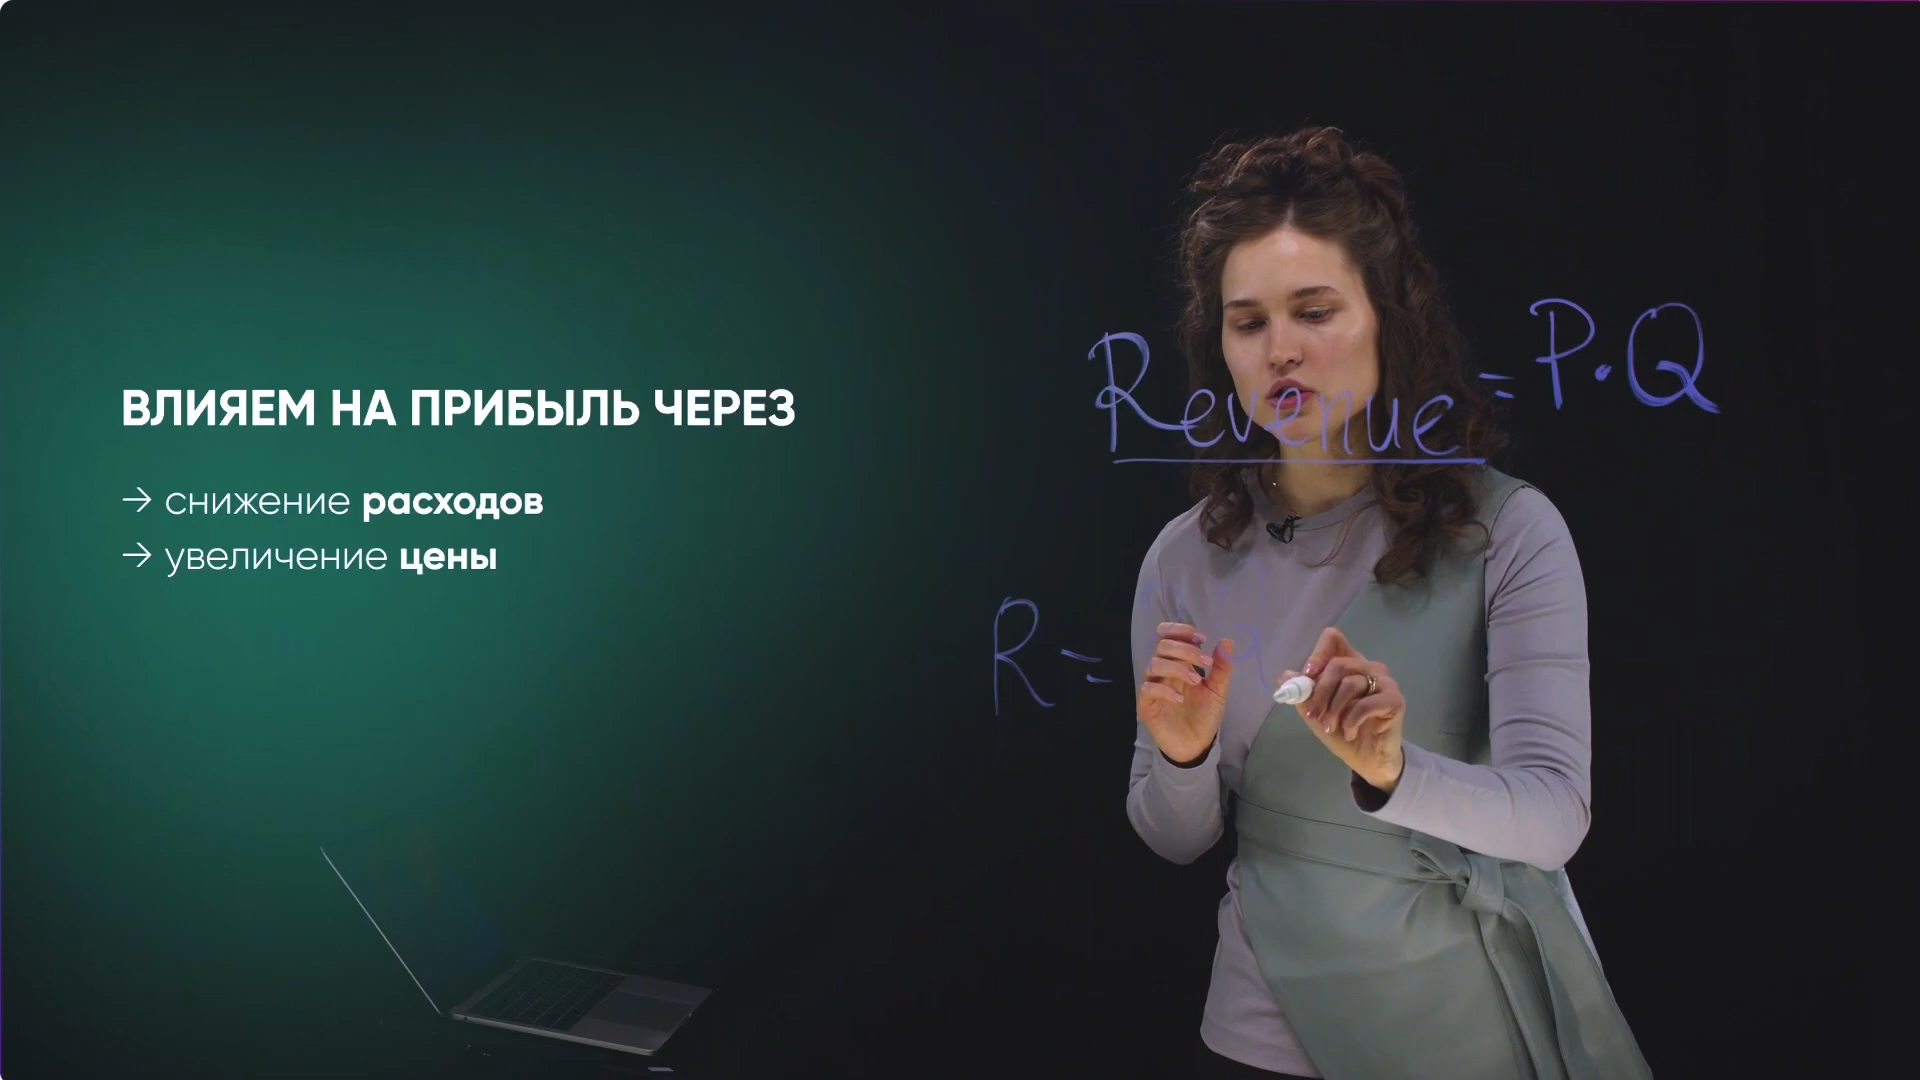 ВЛИЯЕМ НА ПРИБЫЛЬ ЧЕРЕЗ
→ снижение расходов
→ увеличение цены
Revenue = P · Q
R =